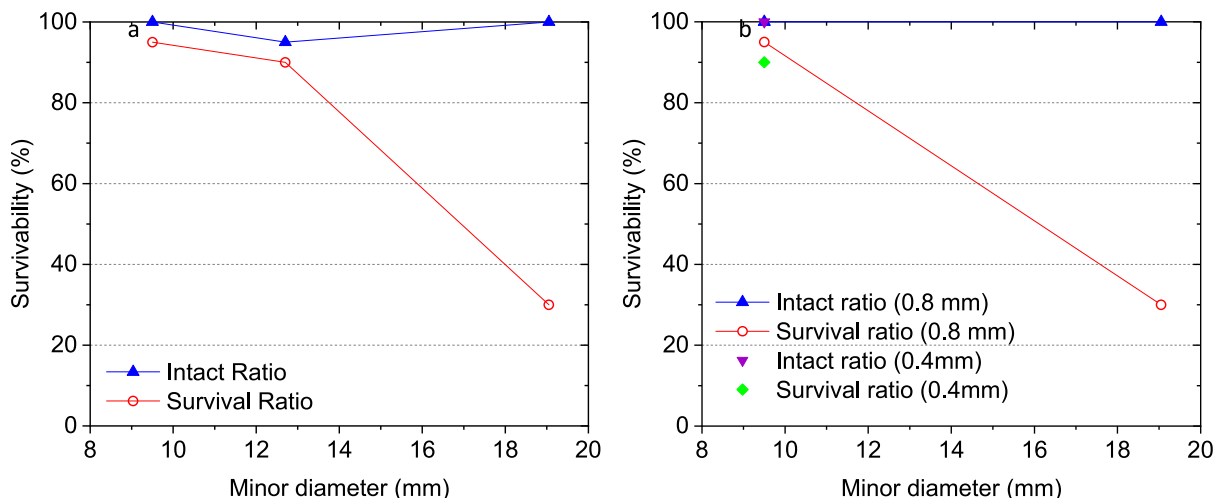 a
100
80
60
40
20
0
Survivability (%)
Intact Ratio
Survival Ratio
8 10 12 14 16 18 20
Minor diameter (mm)
b
100
80
60
40
20
0
Survivability (%)
Intact ratio (0.8 mm)
Survival ratio (0.8 mm)
Intact ratio (0.4mm)
Survival ratio (0.4mm)
8 10 12 14 16 18 20
Minor diameter (mm)